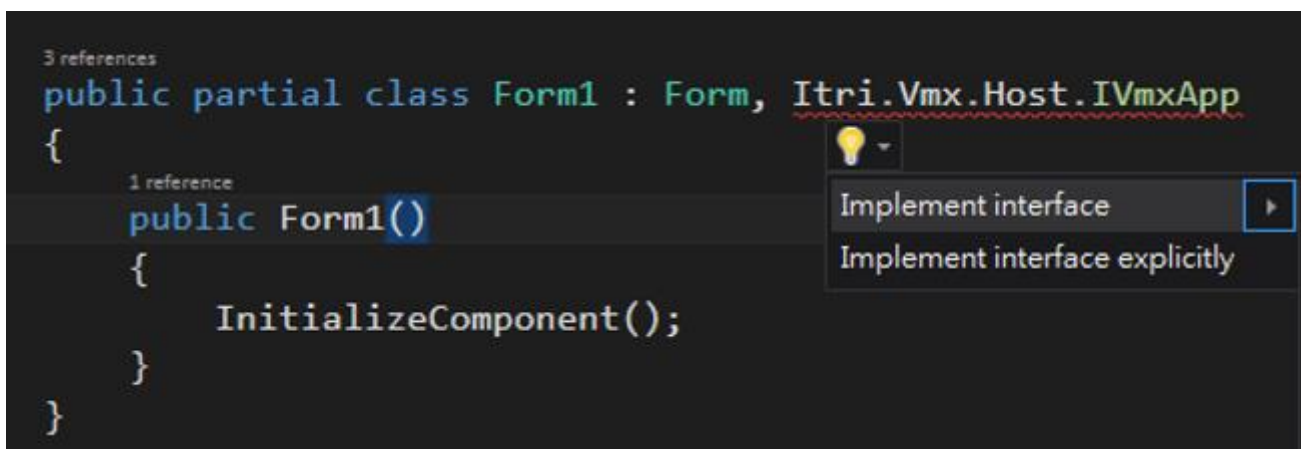 3 references
public partial class Form1 : Form, Itri.Vmx.Host.IVmxApp
{
1 reference
public Form1()
Implement interface
{
Implement interface explicitly
InitializeComponent();
}
}